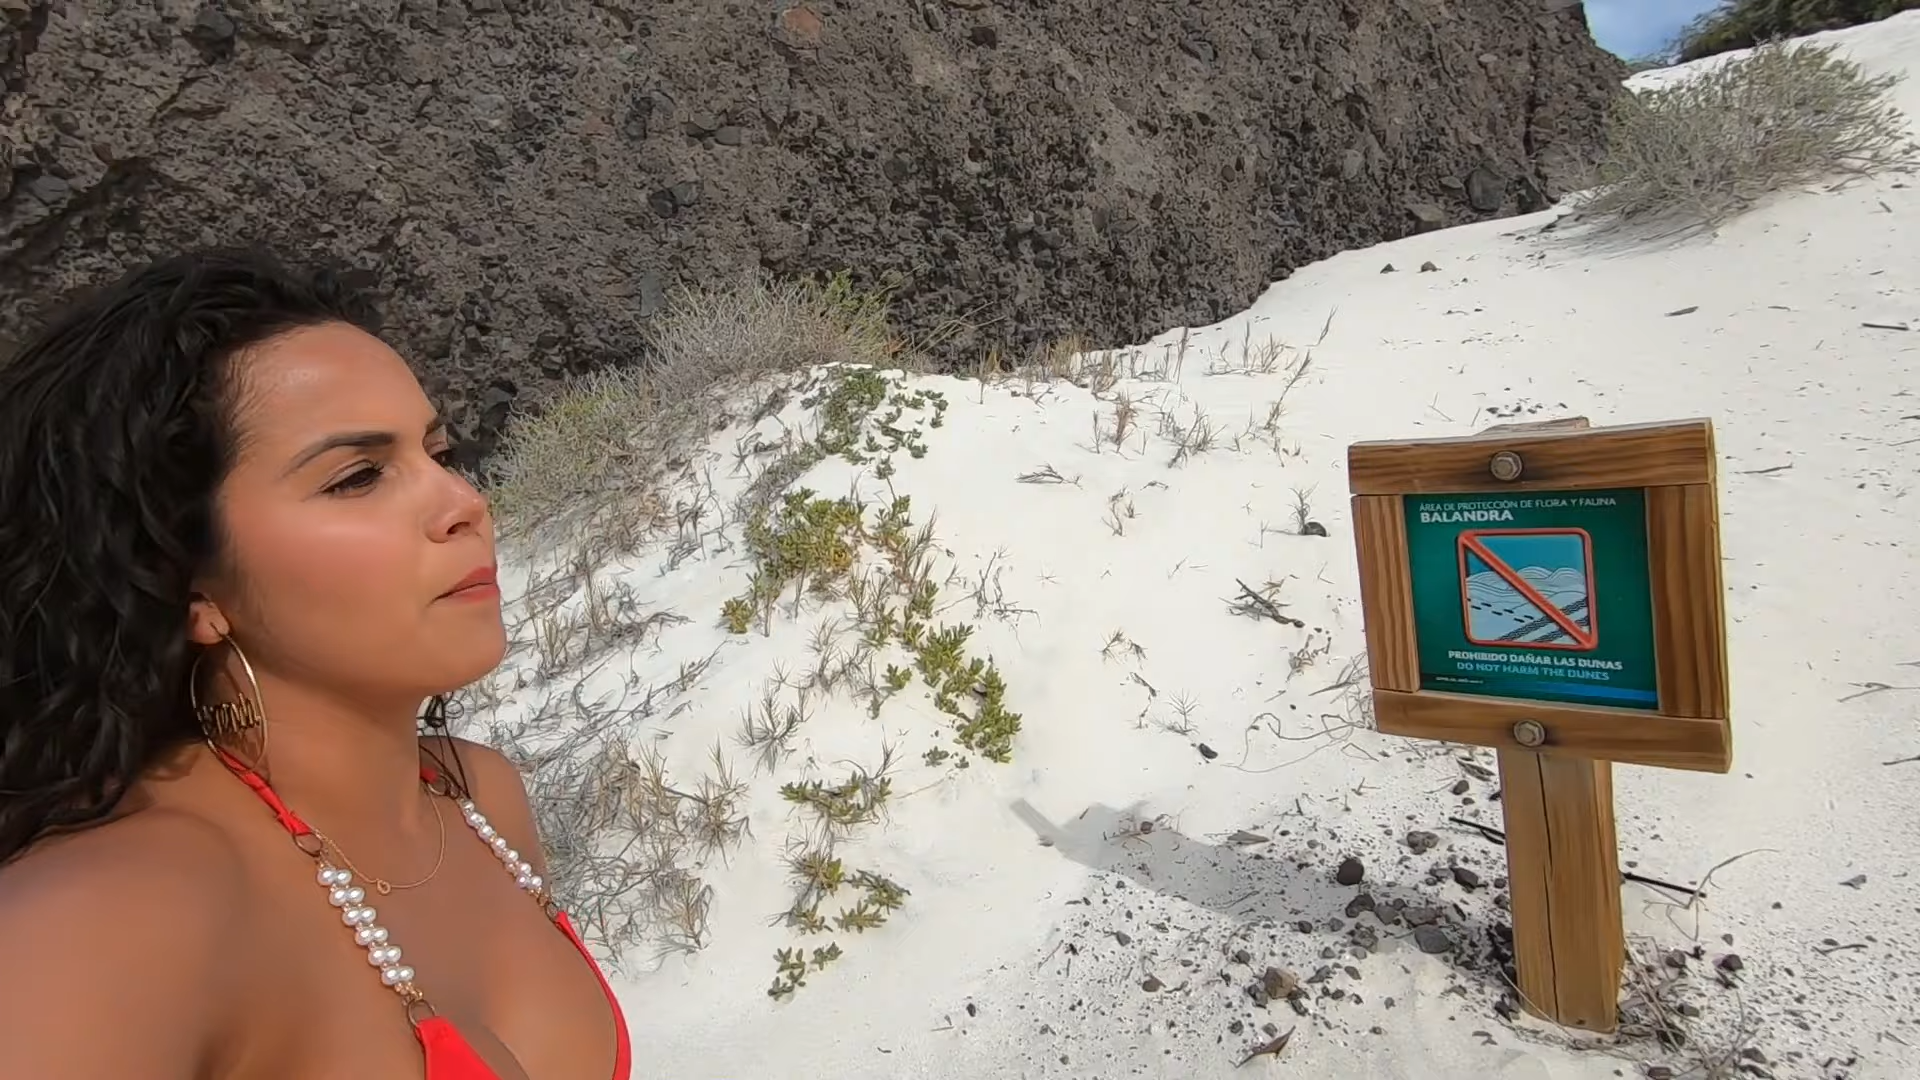 ÁREA DE PROTECCIÓN DE FLORA Y FAUNA
BALANDRA
PROHIBIDO DAÑAR LAS DUNAS
DO NOT HARM THE DUNES